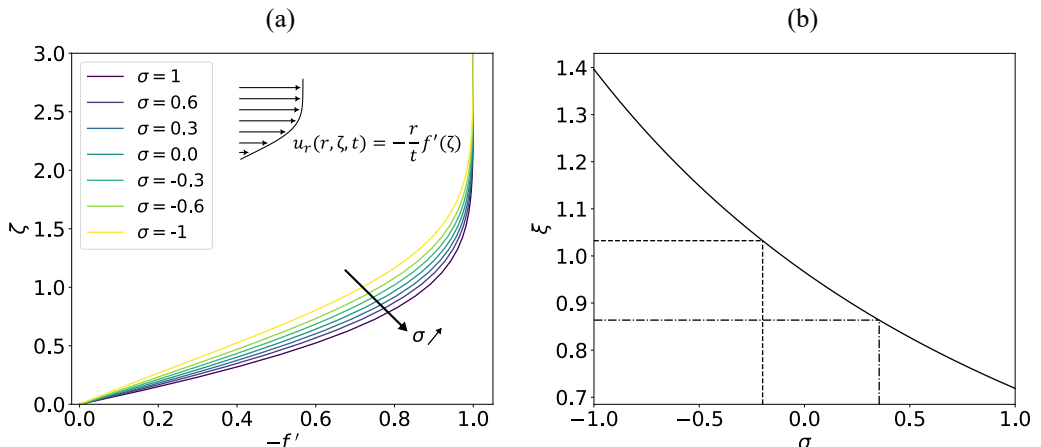 (a)
3.0
2.5
2.0
1.5
1.0
0.5
0.0
ζ
σ = 1
σ = 0.6
σ = 0.3
σ = 0.0
σ = -0.3
σ = -0.6
σ = -1
u_r(r, ζ, t) = −r/t f′(ζ)
σ ↗
0.0 0.2 0.4 0.6 0.8 1.0
−f′
(b)
1.4
1.3
1.2
1.1
1.0
0.9
0.8
0.7
ξ
−1.0 −0.5 0.0 0.5 1.0
σ